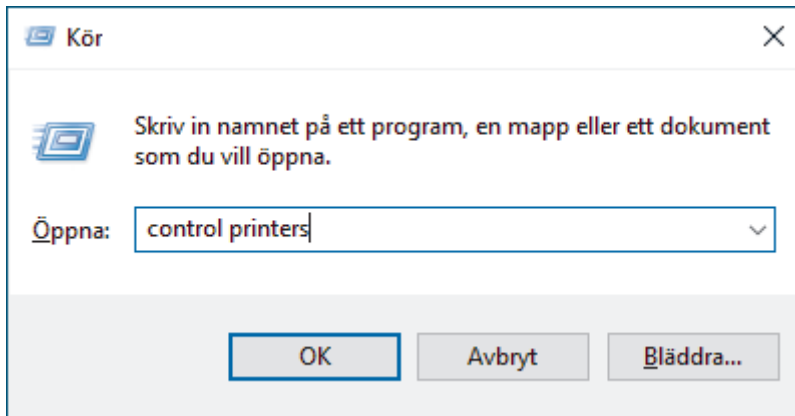 Kör
Skriv in namnet på ett program, en mapp eller ett dokument
som du vill öppna.
Öppna: control printers
OK Avbryt Bläddra...